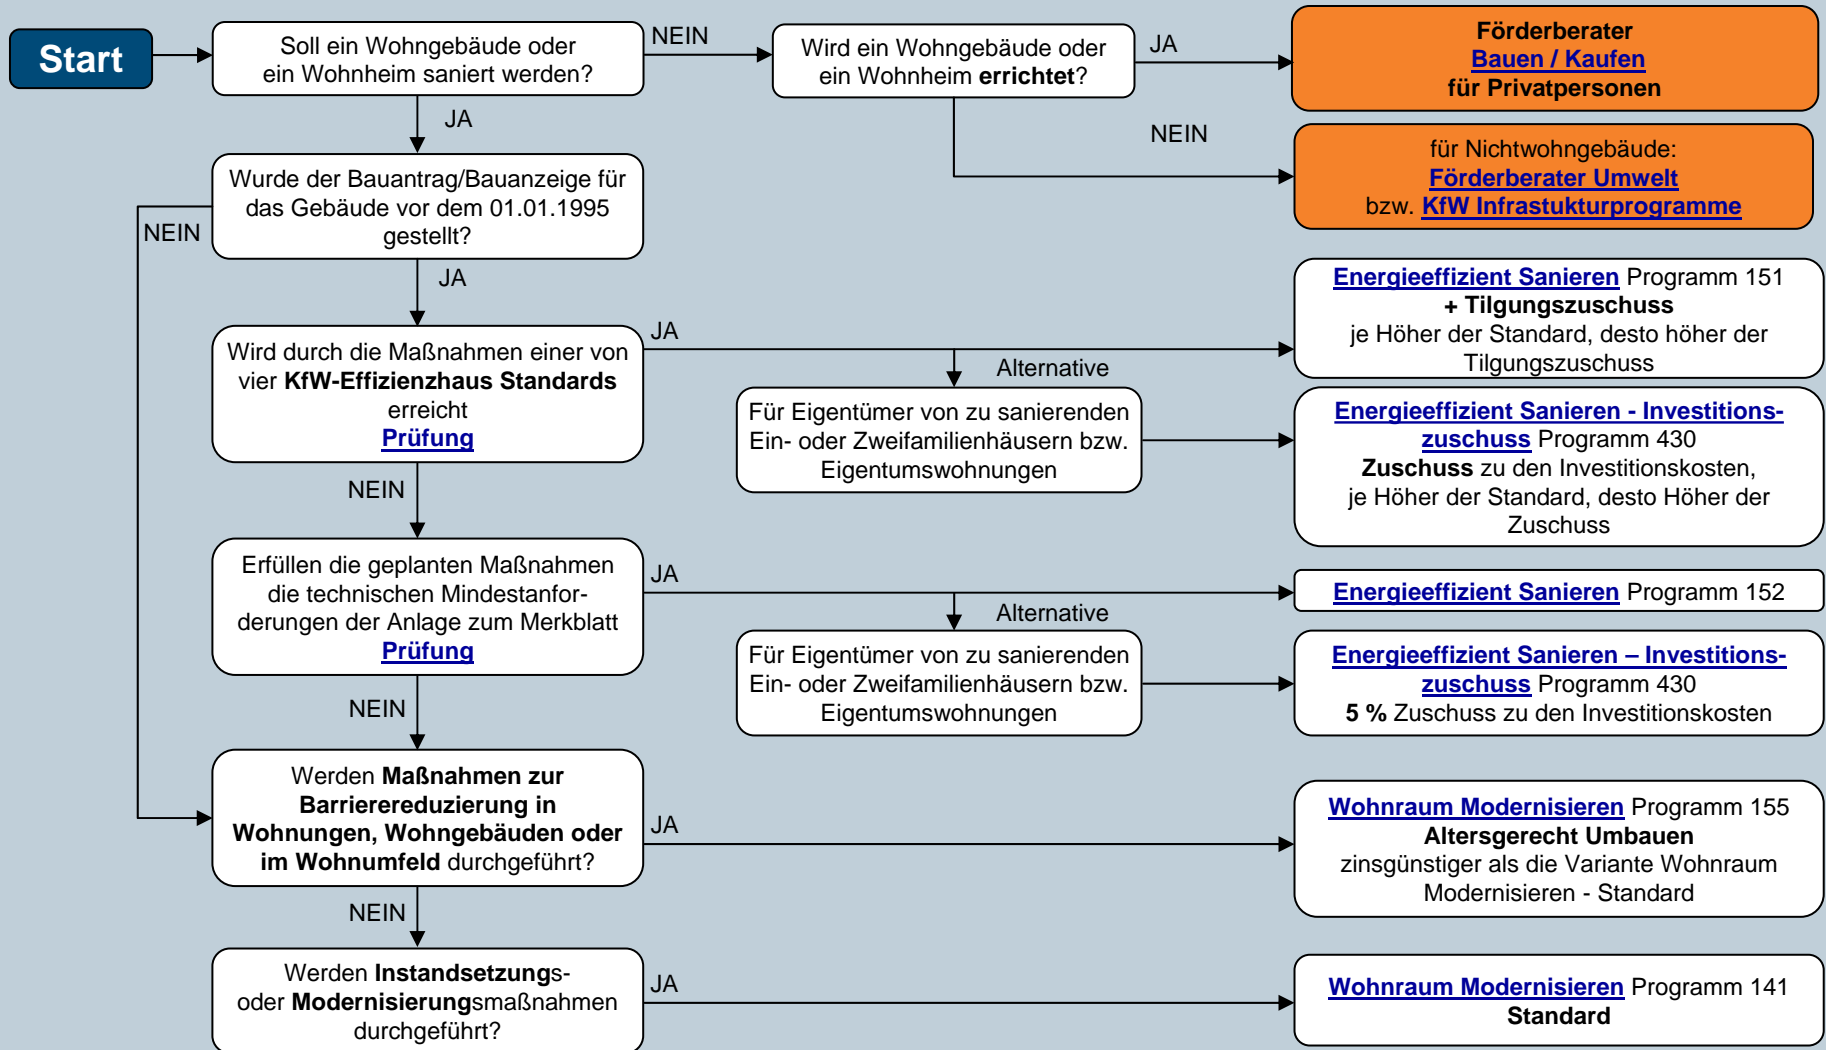 Start
Soll ein Wohngebäude oder
ein Wohnheim saniert werden?
NEIN
Wird ein Wohngebäude oder
ein Wohnheim errichtet?
JA
Förderberater
Bauen / Kaufen
für Privatpersonen
JA
NEIN
für Nichtwohngebäude:
Förderberater Umwelt
bzw. KfW Infrastukturprogramme
Wurde der Bauantrag/Bauanzeige für
das Gebäude vor dem 01.01.1995
gestellt?
NEIN
JA
Wird durch die Maßnahmen einer von
vier KfW-Effizienzhaus Standards
erreicht
Prüfung
JA
Energieeffizient Sanieren Programm 151
+ Tilgungszuschuss
je Höher der Standard, desto höher der
Tilgungszuschuss
Alternative
Für Eigentümer von zu sanierenden
Ein- oder Zweifamilienhäusern bzw.
Eigentumswohnungen
Energieeffizient Sanieren - Investitions-
zuschuss Programm 430
Zuschuss zu den Investitionskosten,
je Höher der Standard, desto Höher der
Zuschuss
NEIN
Erfüllen die geplanten Maßnahmen
die technischen Mindestanfor-
derungen der Anlage zum Merkblatt
Prüfung
JA
Energieeffizient Sanieren Programm 152
Alternative
Für Eigentümer von zu sanierenden
Ein- oder Zweifamilienhäusern bzw.
Eigentumswohnungen
Energieeffizient Sanieren – Investitions-
zuschuss Programm 430
5 % Zuschuss zu den Investitionskosten
NEIN
Werden Maßnahmen zur
Barrierereduzierung in
Wohnungen, Wohngebäuden oder
im Wohnumfeld durchgeführt?
JA
Wohnraum Modernisieren Programm 155
Altersgerecht Umbauen
zinsgünstiger als die Variante Wohnraum
Modernisieren - Standard
NEIN
Werden Instandsetzungs-
oder Modernisierungsmaßnahmen
durchgeführt?
JA
Wohnraum Modernisieren Programm 141
Standard